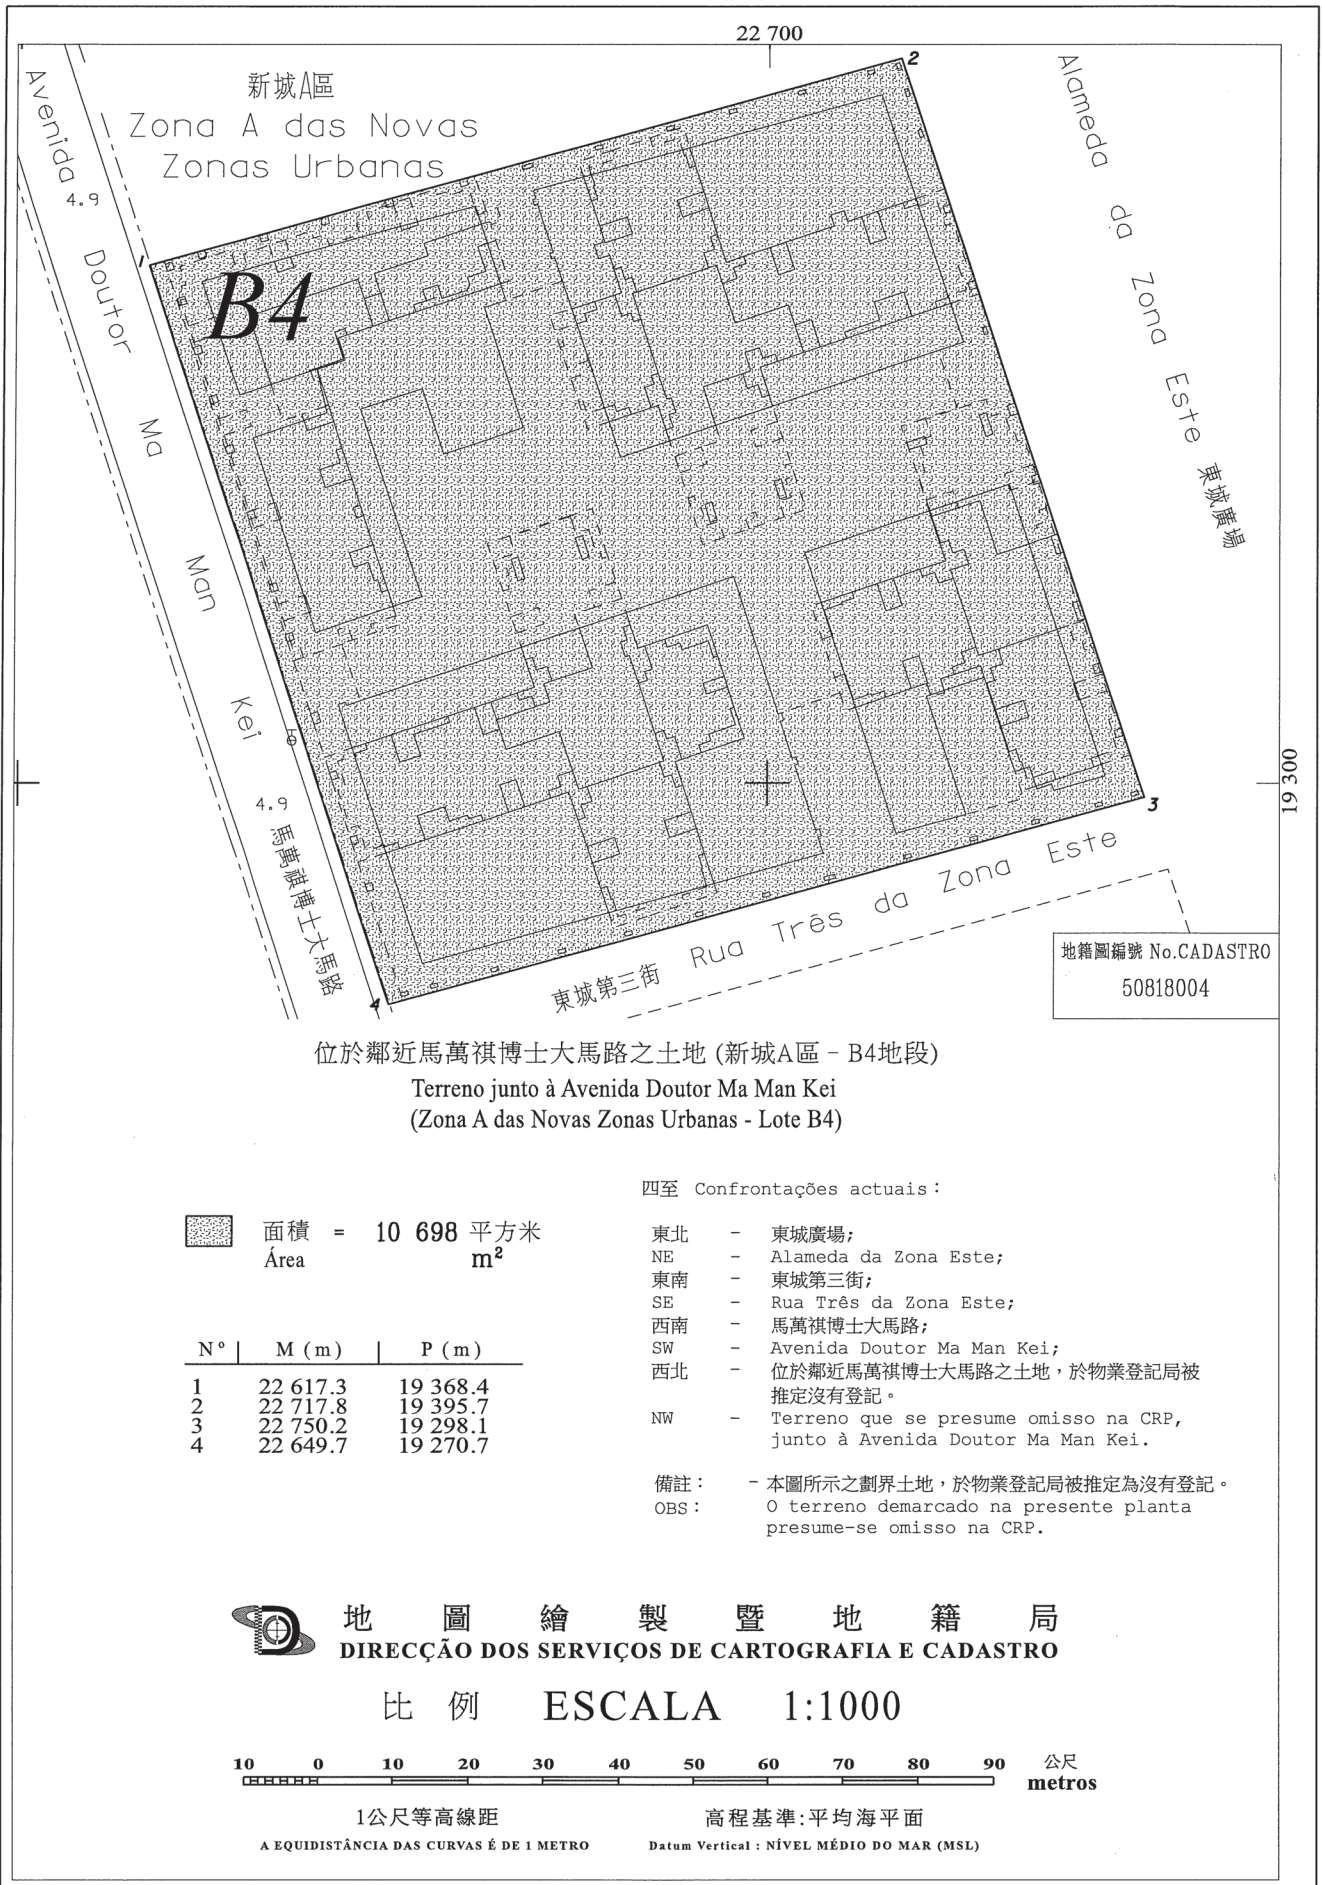 22 700
新城A區
Zona A das Novas
Zonas Urbanas
Avenida Doutor Ma Man Kei
馬萬祺博士大馬路
4.9
4.9
B4
1
2
3
4
Alameda da Zona Este 東城廣場
19 300
東城第三街 Rua Três da Zona Este
地籍圖編號 No.CADASTRO
50818004
位於鄰近馬萬祺博士大馬路之土地 (新城A區 - B4地段)
Terreno junto à Avenida Doutor Ma Man Kei
(Zona A das Novas Zonas Urbanas - Lote B4)
面積 = 10 698 平方米
Área m²
Nº M (m) P (m)
1 22 617.3 19 368.4
2 22 717.8 19 395.7
3 22 750.2 19 298.1
4 22 649.7 19 270.7
四至 Confrontações actuais：
東北 - 東城廣場;
NE - Alameda da Zona Este;
東南 - 東城第三街;
SE - Rua Três da Zona Este;
西南 - 馬萬祺博士大馬路;
SW - Avenida Doutor Ma Man Kei;
西北 - 位於鄰近馬萬祺博士大馬路之土地，於物業登記局被
推定沒有登記。
NW - Terreno que se presume omisso na CRP,
junto à Avenida Doutor Ma Man Kei.
備註： - 本圖所示之劃界土地，於物業登記局被推定為沒有登記。
OBS： O terreno demarcado na presente planta
presume-se omisso na CRP.
地圖繪製暨地籍局
DIRECÇÃO DOS SERVIÇOS DE CARTOGRAFIA E CADASTRO
比例 ESCALA 1:1000
10 0 10 20 30 40 50 60 70 80 90 公尺
metros
1公尺等高線距 高程基準:平均海平面
A EQUIDISTÂNCIA DAS CURVAS É DE 1 METRO Datum Vertical : NÍVEL MÉDIO DO MAR (MSL)